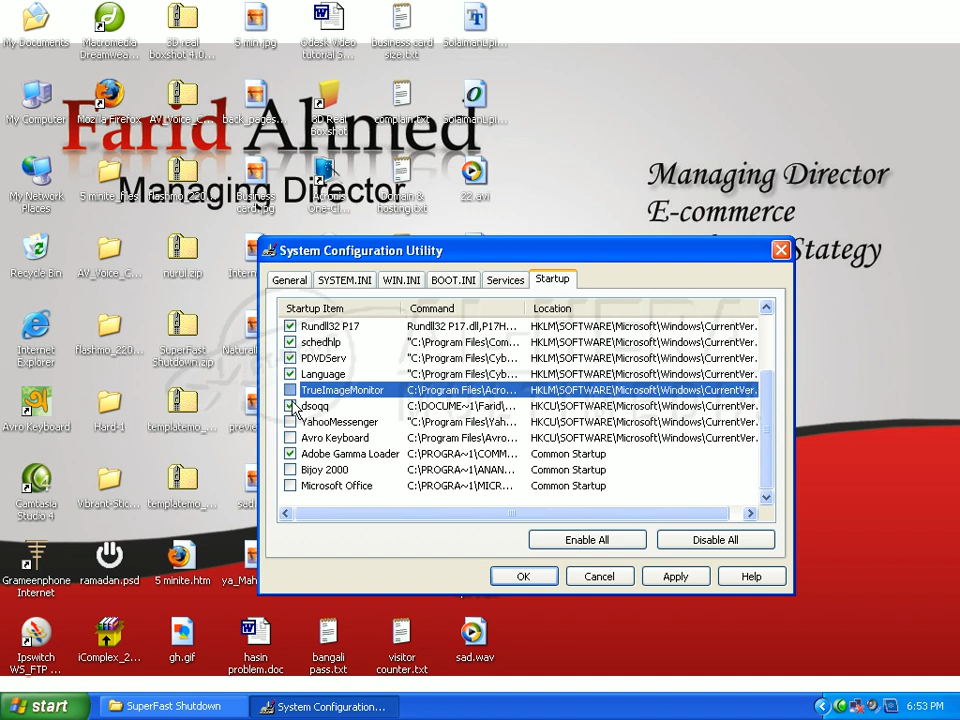 My Documents
Macromedia Dreamwea...
3D real boxshot 4.0...
5 min.jpg
Odesk Video tutorial S...
business card size.txt
SolaimanLipi...
Farid Ahmed
Managing Director
My Computer
Mozilla Firefox
AV_Voice_C...
back_pages...
3D Real Boxshot
complain.txt
SolaimanLipi...
Managing Director
E-commerce
Stategy
My Network Places
5 minite_files
flashmo_220...
Business card.jpg
Acronis One-Cl...
Domain & hosting.txt
22.avi
Recycle Bin
AV_Voice_C...
nurul.zip
Internet Explorer
flashmo_220...
SuperFast Shutdown.zip
Avro Keyboard
Hard-1
templatemo_...
Camtasia Studio 4
Vibrant-Stic...
templatemo_...
Grameenphone Internet
ramadan.psd
5 minite.htm
ya_Mah
Ipswitch WS_FTP ...
iComplex_2...
gh.gif
hasin problem.doc
bangali pass.txt
visitor counter.txt
sad.wav
System Configuration Utility
General SYSTEM.INI WIN.INI BOOT.INI Services Startup
Startup Item Command Location
Rundll32 P17 Rundll32 P17.dll,P17H... HKLM\SOFTWARE\Microsoft\Windows\CurrentVer.
schedhlp "C:\Program Files\Com... HKLM\SOFTWARE\Microsoft\Windows\CurrentVer.
PDVDServ "C:\Program Files\Cyb... HKLM\SOFTWARE\Microsoft\Windows\CurrentVer.
Language "C:\Program Files\Cyb... HKLM\SOFTWARE\Microsoft\Windows\CurrentVer.
TrueImageMonitor C:\Program Files\Acro... HKLM\SOFTWARE\Microsoft\Windows\CurrentVer.
dsoqq C:\DOCUME~1\Farid\... HKCU\SOFTWARE\Microsoft\Windows\CurrentVer.
YahooMessenger "C:\Program Files\Yah... HKCU\SOFTWARE\Microsoft\Windows\CurrentVer.
Avro Keyboard C:\Program Files\Avro... HKCU\SOFTWARE\Microsoft\Windows\CurrentVer.
Adobe Gamma Loader C:\PROGRA~1\COMM... Common Startup
Bijoy 2000 C:\PROGRA~1\ANAN... Common Startup
Microsoft Office C:\PROGRA~1\MICR... Common Startup
Enable All Disable All
OK Cancel Apply Help
start SuperFast Shutdown System Configuration... 6:53 PM